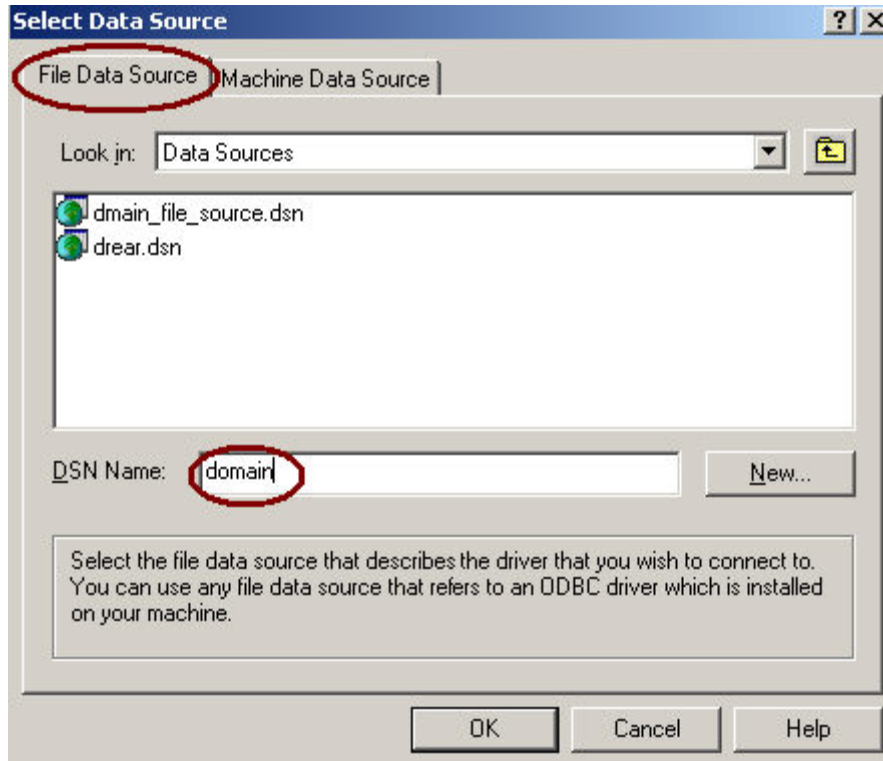 Select Data Source
File Data Source Machine Data Source
Look in: Data Sources
dmain_file_source.dsn
drear.dsn
DSN Name: domain New...
Select the file data source that describes the driver that you wish to connect to.
You can use any file data source that refers to an ODBC driver which is installed
on your machine.
OK Cancel Help